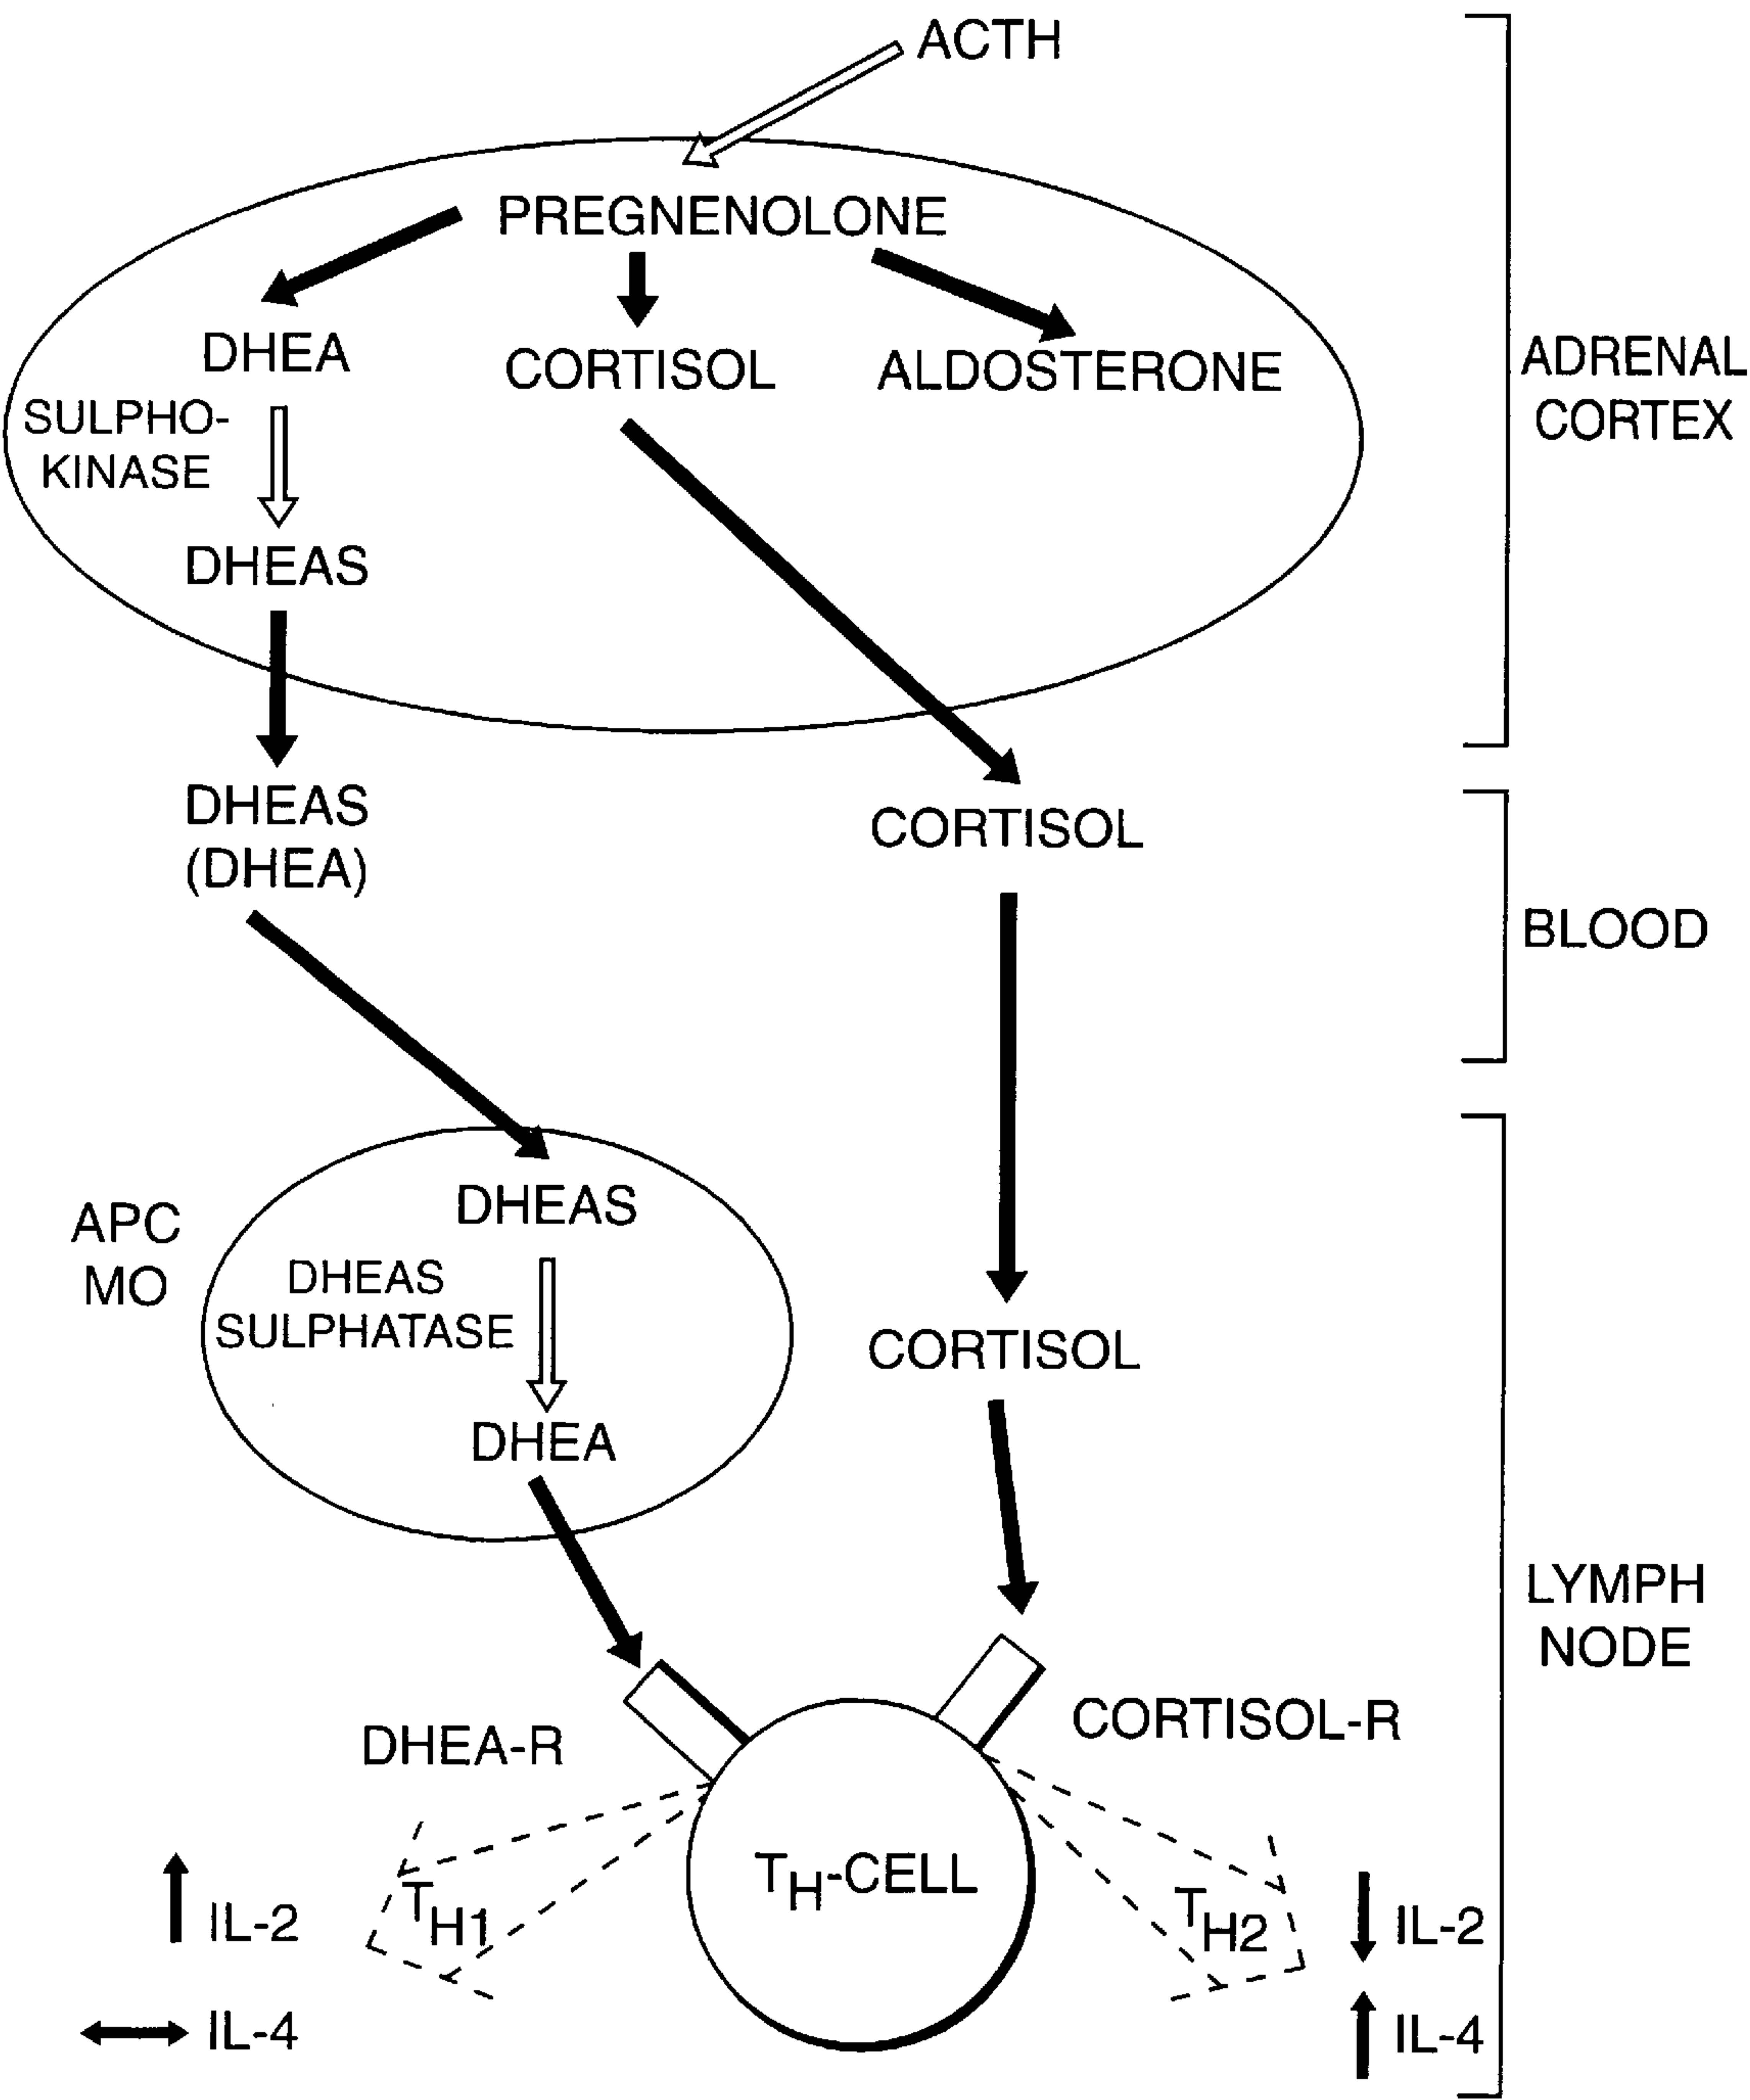 ACTH
PREGNENOLONE
DHEA
CORTISOL
ALDOSTERONE
SULPHO-
KINASE
DHEAS
ADRENAL
CORTEX
DHEAS
(DHEA)
CORTISOL
BLOOD
APC
MO
DHEAS
DHEAS
SULPHATASE
DHEA
CORTISOL
LYMPH
NODE
DHEA-R
CORTISOL-R
TH-CELL
TH1
TH2
IL-2
IL-4
IL-2
IL-4